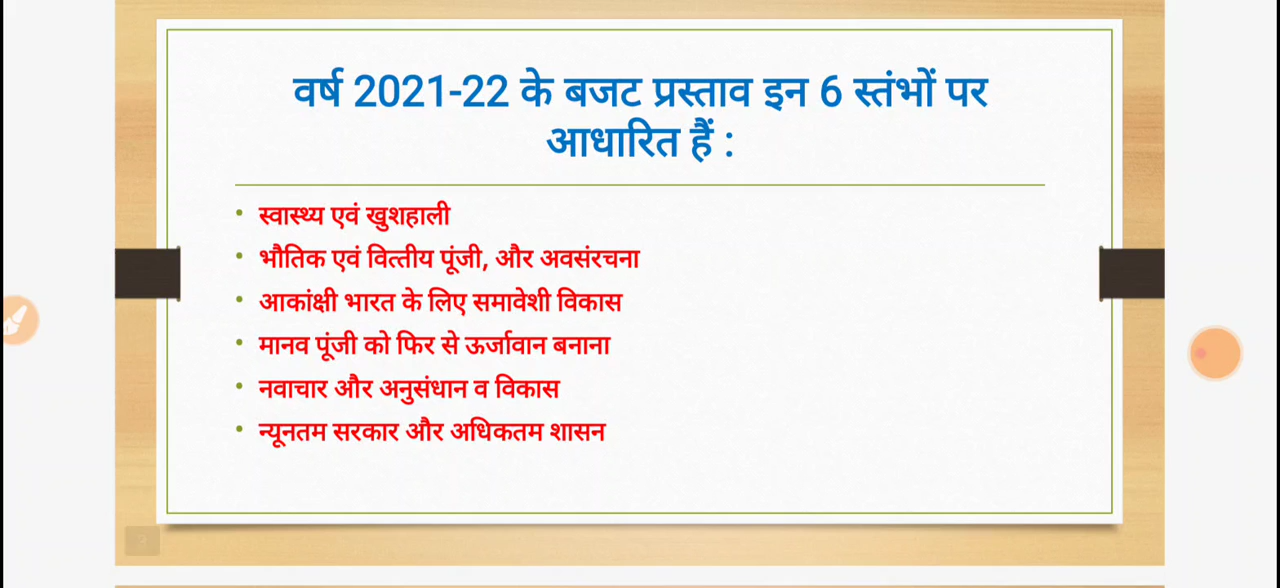 वर्ष 2021-22 के बजट प्रस्ताव इन 6 स्तंभों पर
आधारित हैं :
• स्वास्थ्य एवं खुशहाली
• भौतिक एवं वित्तीय पूंजी, और अवसंरचना
• आकांक्षी भारत के लिए समावेशी विकास
• मानव पूंजी को फिर से ऊर्जावान बनाना
• नवाचार और अनुसंधान व विकास
• न्यूनतम सरकार और अधिकतम शासन